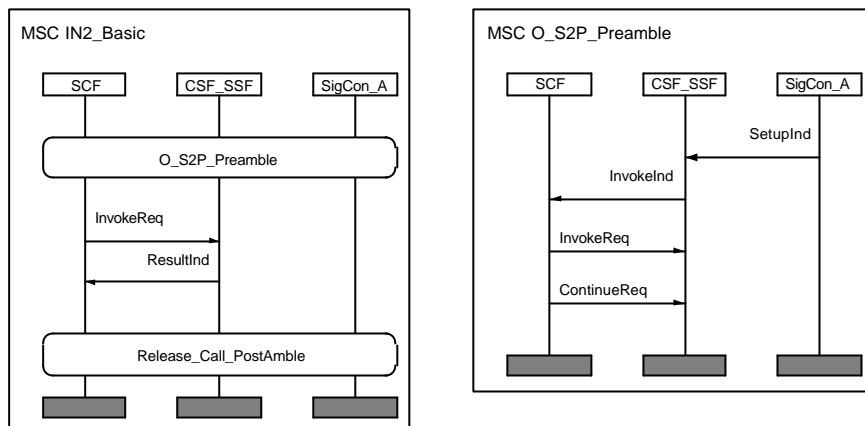 MSC IN2_Basic
SCF CSF_SSF SigCon_A
O_S2P_Preamble
InvokeReq
ResultInd
Release_Call_PostAmble
MSC O_S2P_Preamble
SCF CSF_SSF SigCon_A
SetupInd
InvokeInd
InvokeReq
ContinueReq